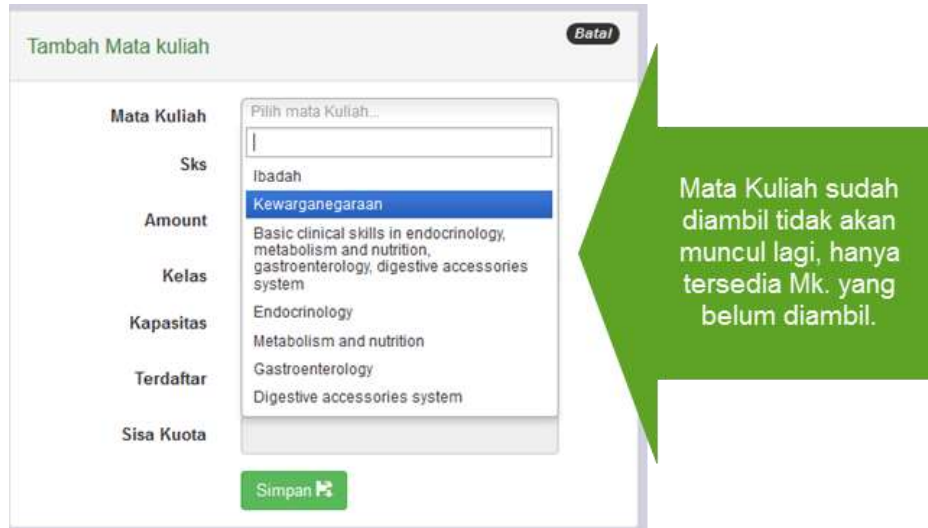 Tambah Mata kuliah
Batal
Mata Kuliah
Pilih mata Kuliah...
Sks
Ibadah
Kewarganegaraan
Amount
Basic clinical skills in endocrinology,
metabolism and nutrition,
gastroenterology, digestive accessories
system
Kelas
Endocrinology
Kapasitas
Metabolism and nutrition
Gastroenterology
Terdaftar
Digestive accessories system
Sisa Kuota
Simpan
Mata Kuliah sudah
diambil tidak akan
muncul lagi, hanya
tersedia Mk. yang
belum diambil.